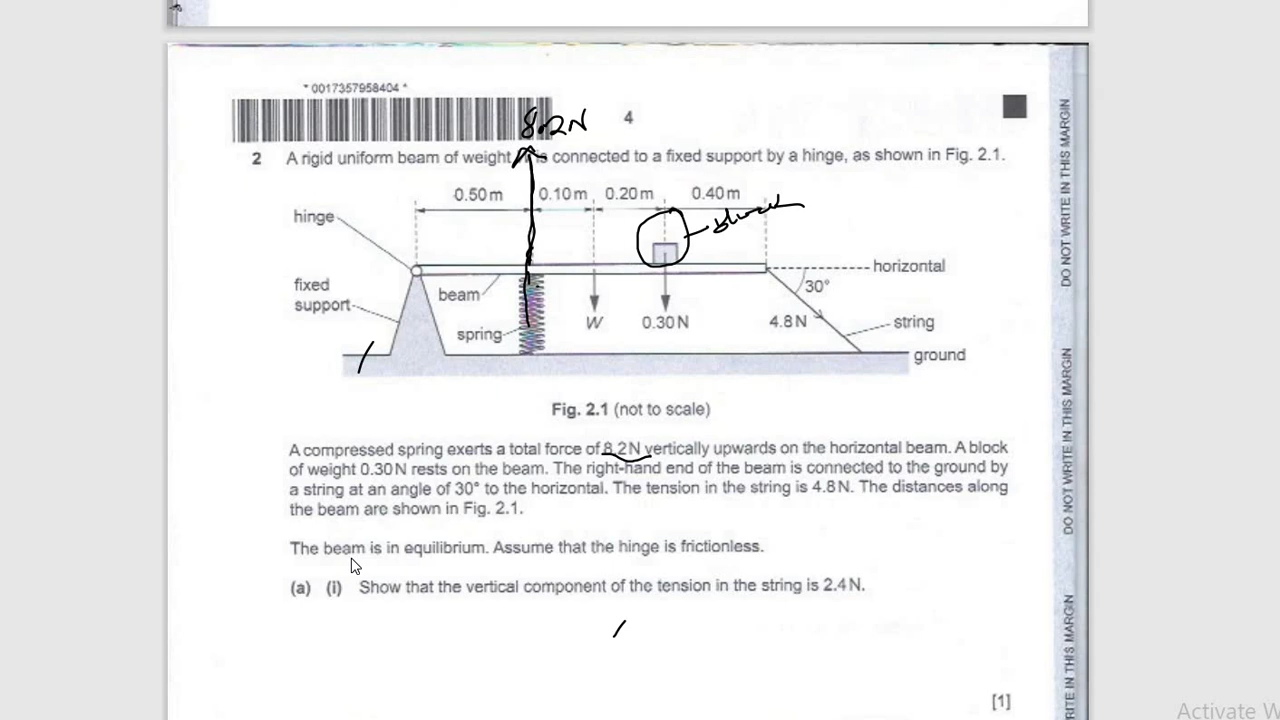 * 0017357958404 *
8.2N
4
2 A rigid uniform beam of weight is connected to a fixed support by a hinge, as shown in Fig. 2.1.
0.50 m 0.10 m 0.20 m 0.40 m
hinge
block
horizontal
fixed
support
beam
30°
spring
W
0.30 N
4.8 N
string
ground
Fig. 2.1 (not to scale)
A compressed spring exerts a total force of 8.2 N vertically upwards on the horizontal beam. A block
of weight 0.30 N rests on the beam. The right-hand end of the beam is connected to the ground by
a string at an angle of 30° to the horizontal. The tension in the string is 4.8 N. The distances along
the beam are shown in Fig. 2.1.
The beam is in equilibrium. Assume that the hinge is frictionless.
(a) (i) Show that the vertical component of the tension in the string is 2.4 N.
[1]
DO NOT WRITE IN THIS MARGIN
DO NOT WRITE IN THIS MARGIN
RITE IN THIS MARGIN
Activate W